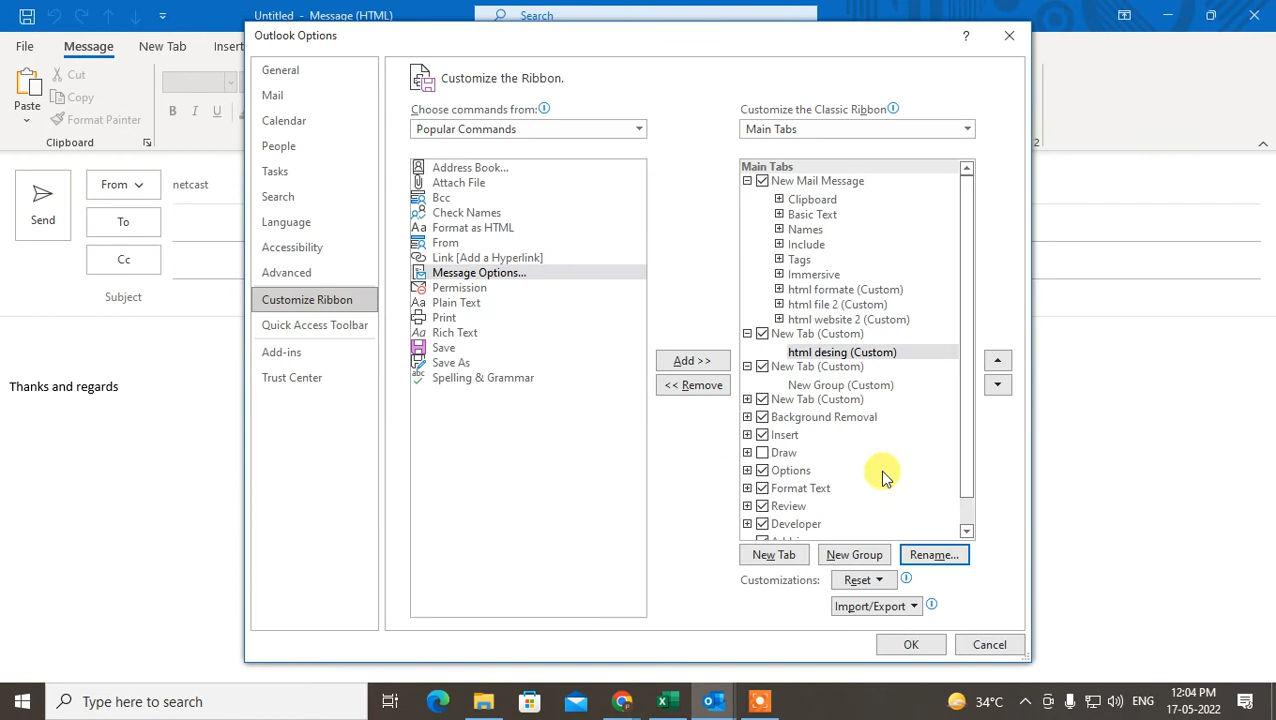 Untitled - Message (HTML)
Search
File
Message
New Tab
Insert
Paste
Cut
Copy
Format Painter
B I U
Clipboard
2
Send
From
netcast
To
Cc
Subject
Thanks and regards
Outlook Options
?
General
Mail
Calendar
People
Tasks
Search
Language
Accessibility
Advanced
Customize Ribbon
Quick Access Toolbar
Add-ins
Trust Center
Customize the Ribbon.
Choose commands from:
Popular Commands
Address Book...
Attach File
Bcc
Check Names
Format as HTML
From
Link [Add a Hyperlink]
Message Options...
Permission
Plain Text
Print
Rich Text
Save
Save As
Spelling & Grammar
Add >>
<< Remove
Customize the Classic Ribbon
Main Tabs
Main Tabs
New Mail Message
Clipboard
Basic Text
Names
Include
Tags
Immersive
html formate (Custom)
html file 2 (Custom)
html website 2 (Custom)
New Tab (Custom)
html desing (Custom)
New Tab (Custom)
New Group (Custom)
New Tab (Custom)
Background Removal
Insert
Draw
Options
Format Text
Review
Developer
New Tab
New Group
Rename...
Customizations:
Reset
Import/Export
OK
Cancel
Type here to search
34°C
ENG
12:04 PM
17-05-2022